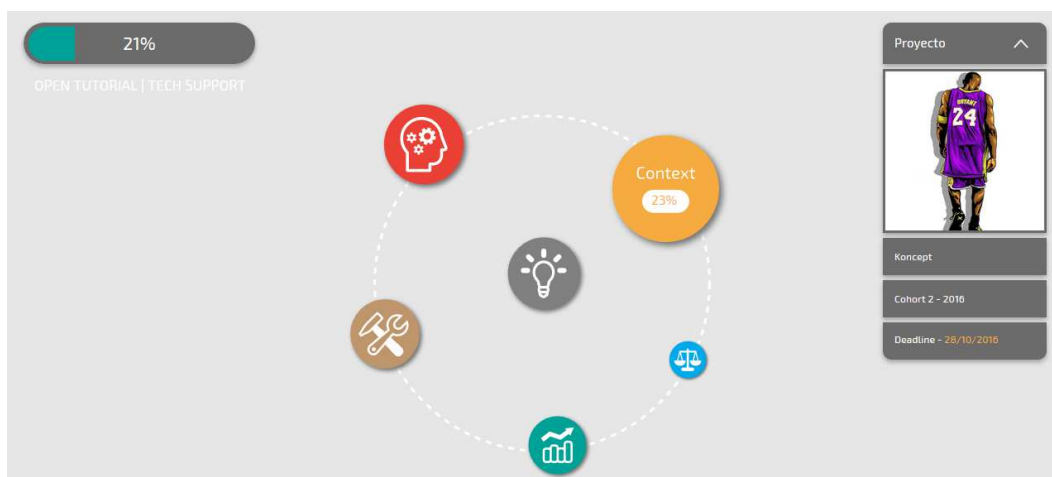 21%
OPEN TUTORIAL | TECH SUPPORT
Context
23%
Proyecto
BRYANT
24
Koncept
Cohort 2 - 2016
Deadline - 28/10/2016